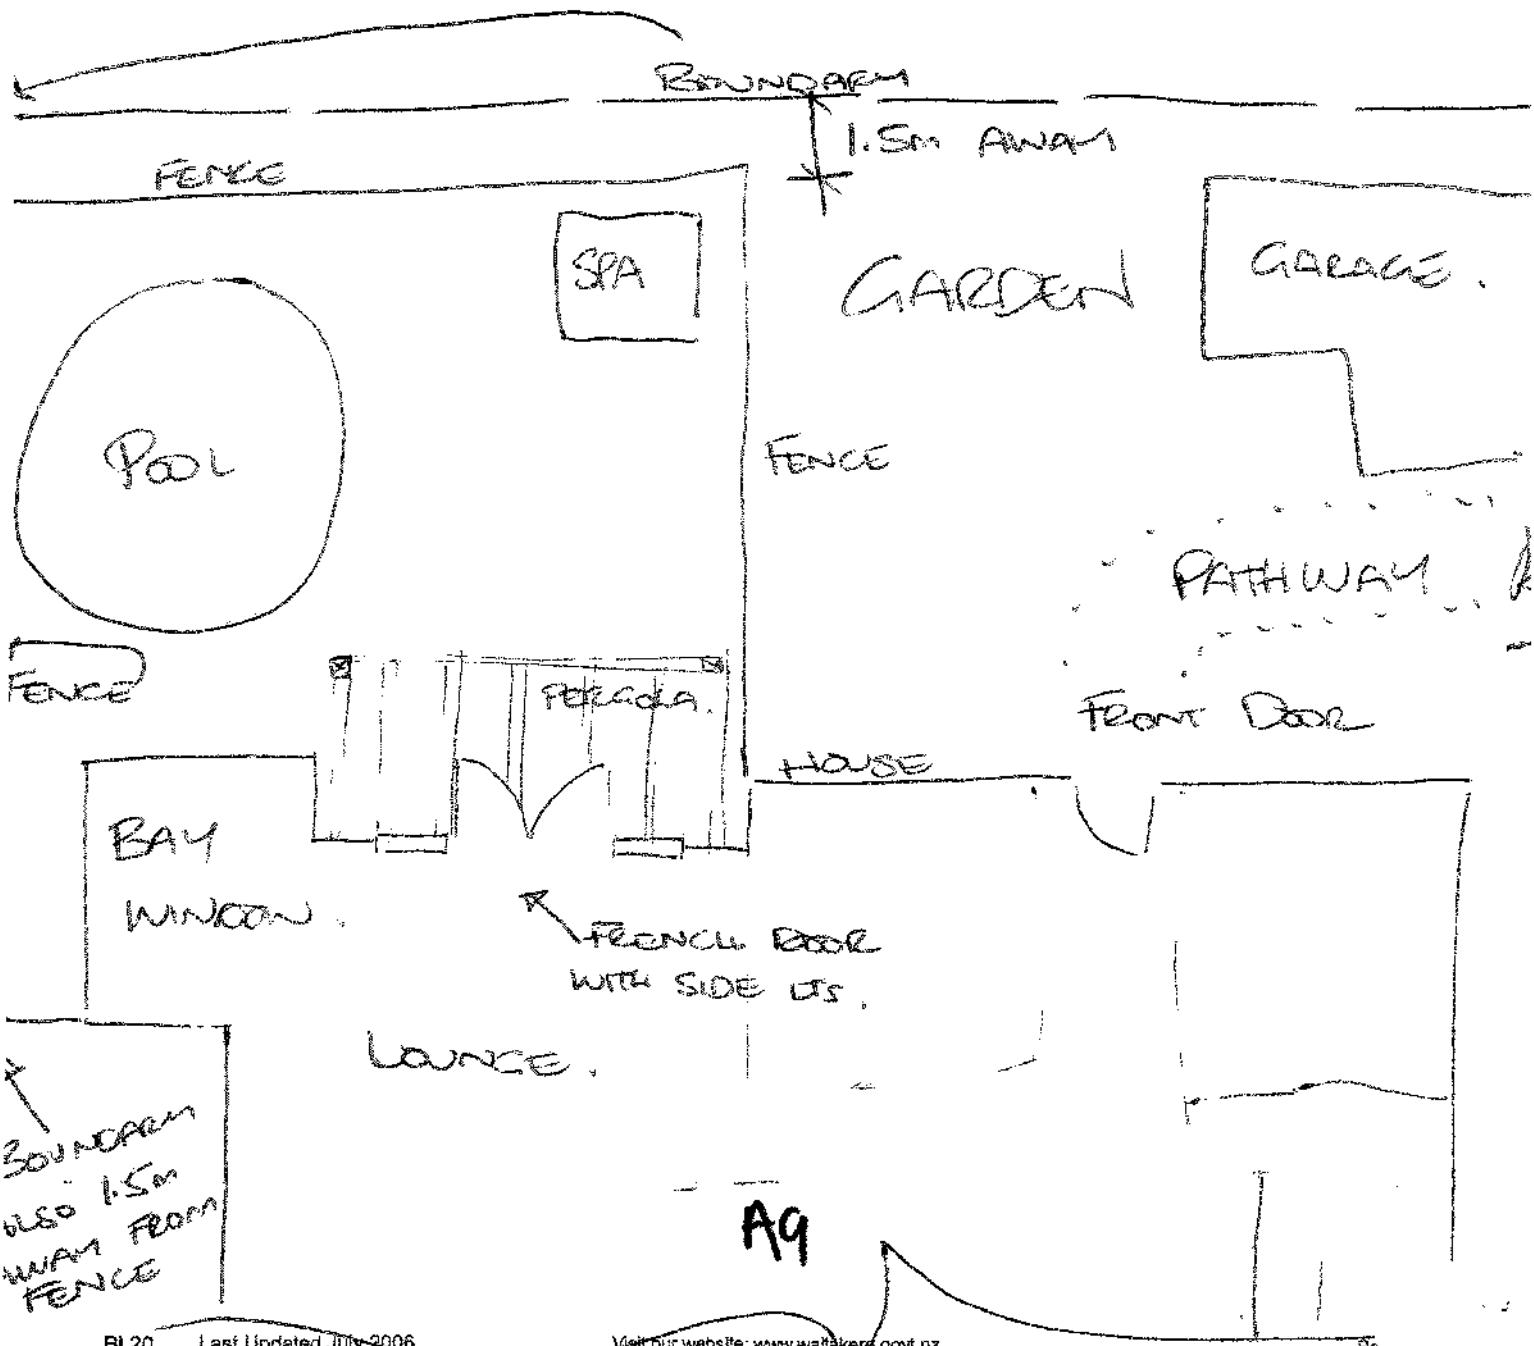 BOUNDARY
1.5m AWAY
FENCE
SPA
GARDEN
GARAGE.
POOL
FENCE
PATHWAY
FENCE
PERGOLA.
FRONT DOOR
HOUSE
BAY
WINDOW.
FRENCH DOOR
WITH SIDE LTS.
LOUNGE.
BOUNDARY
ALSO 1.5m
AWAY FROM
FENCE
A9
BL20 Last Updated July 2006 Visit our website: www.waitakere.govt.nz